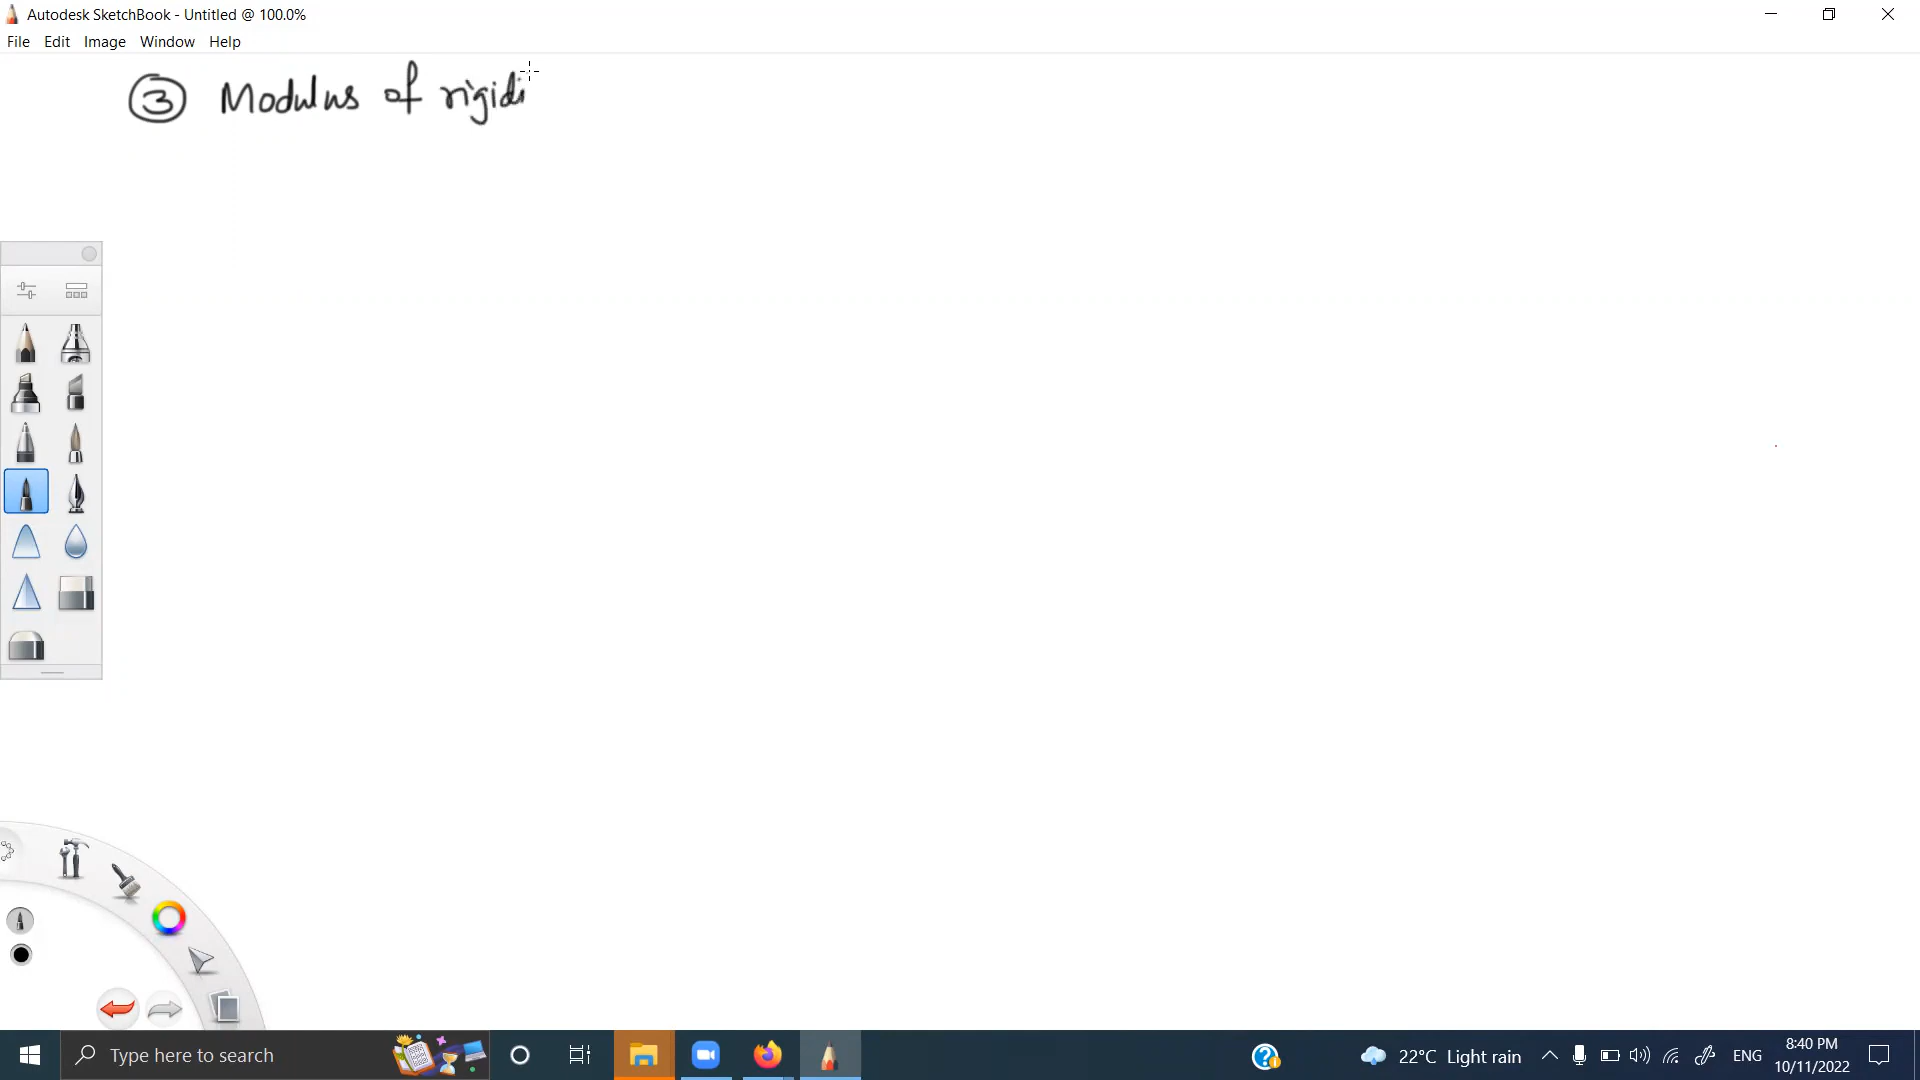 Autodesk SketchBook - Untitled @ 100.0%
File Edit Image Window Help
③ Modulus of rigidi
Type here to search
22°C Light rain
ENG
8:40 PM
10/11/2022